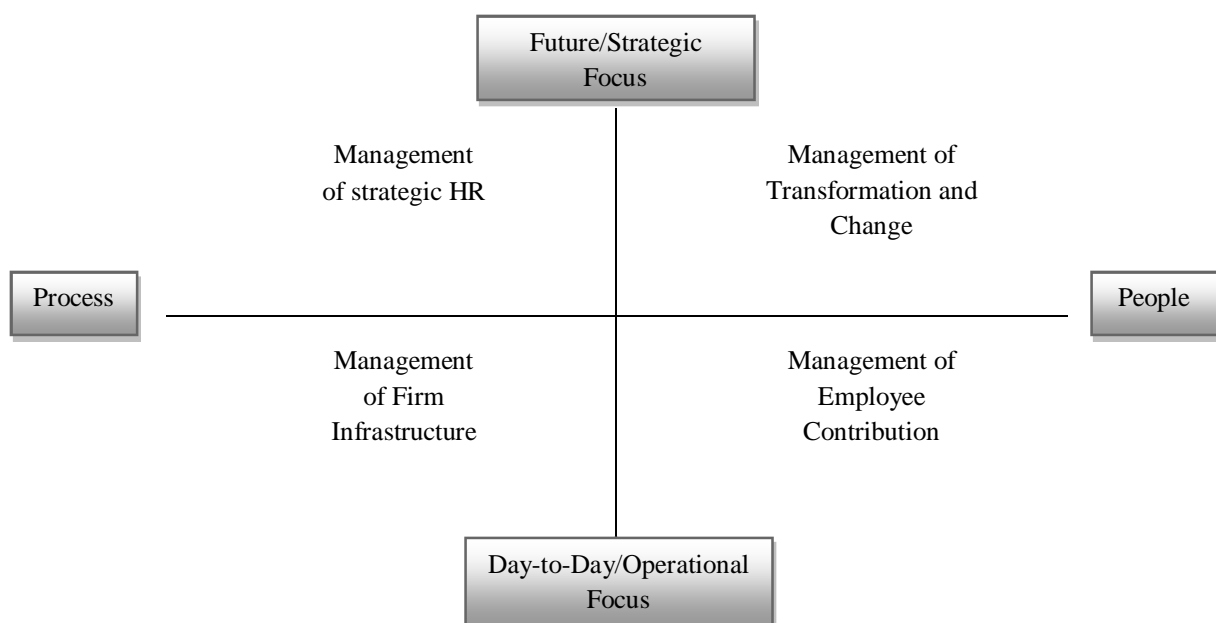 Future/Strategic
Focus
Management
of strategic HR
Management of
Transformation and
Change
Process
People
Management
of Firm
Infrastructure
Management of
Employee
Contribution
Day-to-Day/Operational
Focus